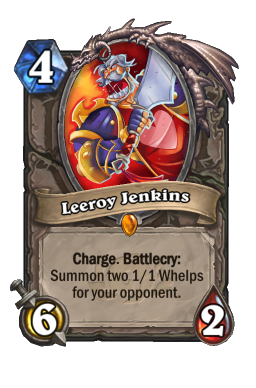 4
Leeroy Jenkins
Charge. Battlecry:
Summon two 1/1 Whelps
for your opponent.
6
2